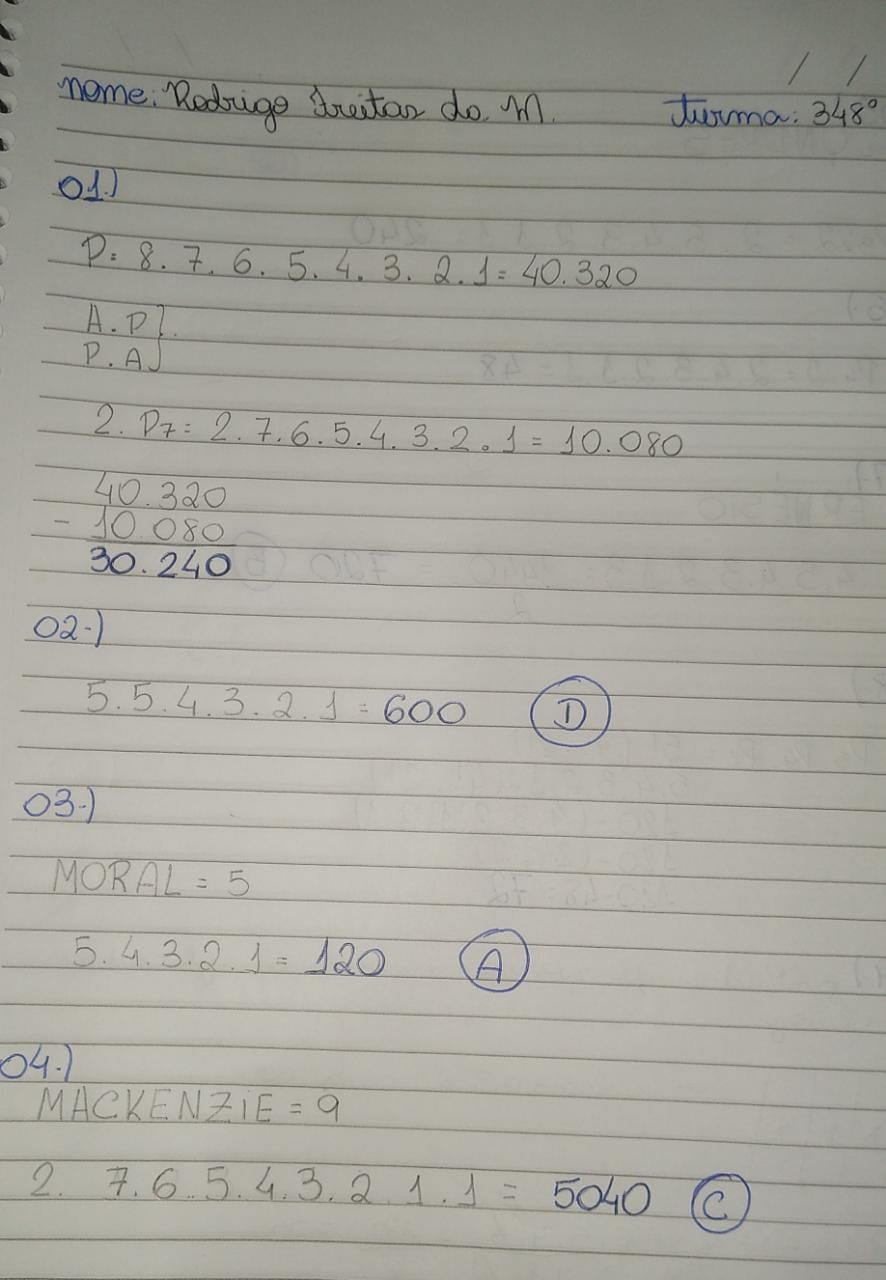 / /
nome: Rodrigo Freitas do. M. turma: 348°
01.)
P= 8. 7. 6. 5. 4. 3. 2. 1 = 40.320
A.P].
P.A]
2. P7= 2. 7. 6. 5. 4. 3. 2. 1 = 10.080
40.320
- 10.080
30.240
02-)
5. 5. 4. 3. 2. 1 = 600 D
03-)
MORAL = 5
5. 4. 3. 2. 1 = 120 A
04-)
MACKENZiE = 9
2. 7. 6. 5. 4. 3. 2. 1. 1 = 5040 C